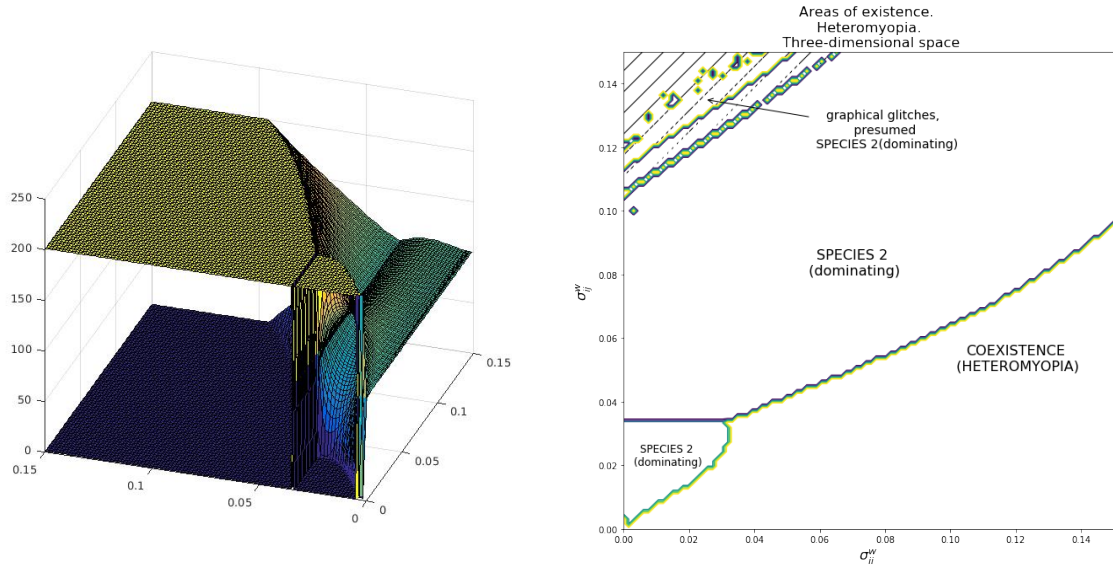 250
200
150
100
50
0
0.15
0.1
0.05
0
0
0.05
0.1
0.15
Areas of existence.
Heteromyopia.
Three-dimensional space
0.14
0.12
0.10
0.08
0.06
0.04
0.02
0.00
σ_ij^w
graphical glitches,
presumed
SPECIES 2(dominating)
SPECIES 2
(dominating)
COEXISTENCE
(HETEROMYOPIA)
SPECIES 2
(dominating)
0.00 0.02 0.04 0.06 0.08 0.10 0.12 0.14
σ_ij^w